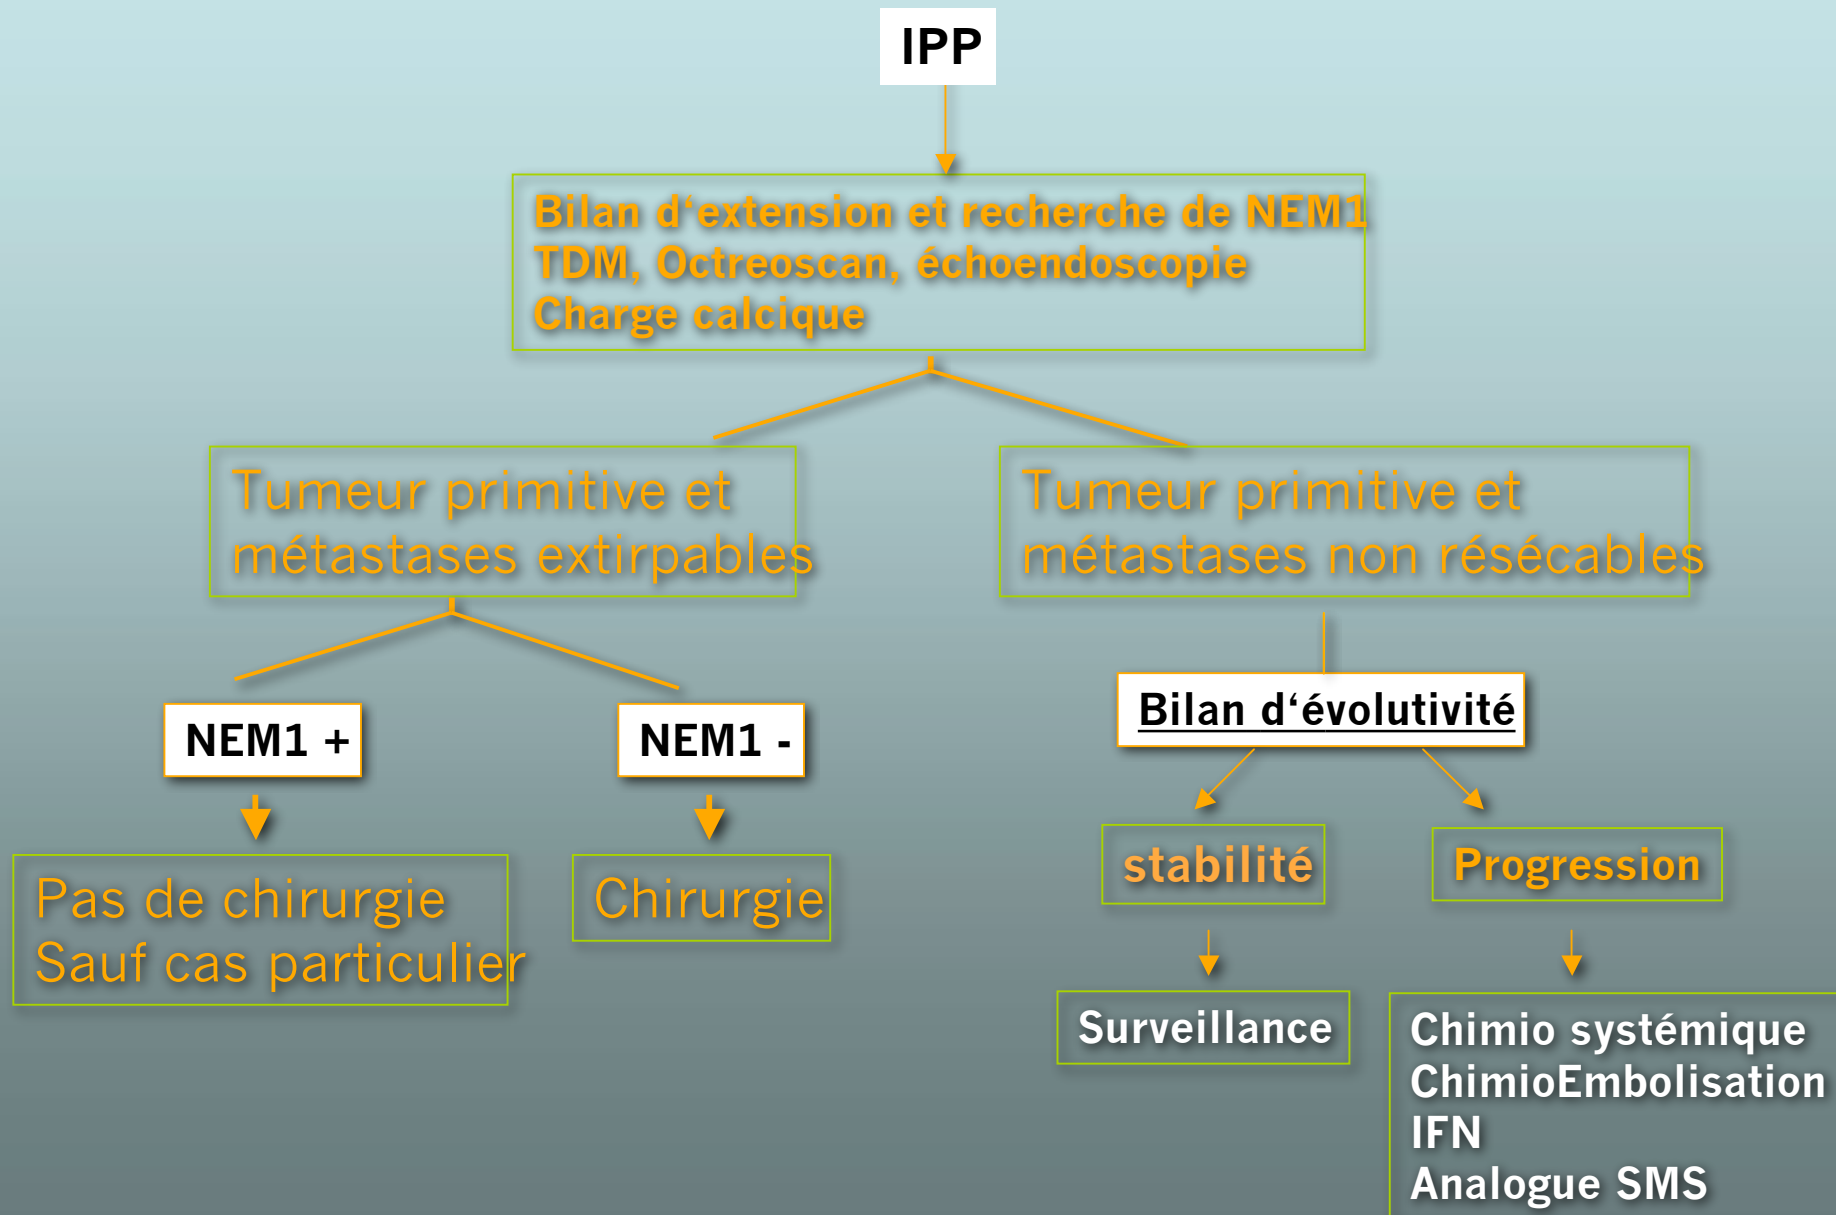 IPP
Bilan d‘extension et recherche de NEM1
TDM, Octreoscan, échoendoscopie
Charge calcique
Tumeur primitive et
métastases extirpables
Tumeur primitive et
métastases non résécables
NEM1 +
NEM1 -
Bilan d‘évolutivité
Pas de chirurgie
Sauf cas particulier
Chirurgie
stabilité
Progression
Surveillance
Chimio systémique
ChimioEmbolisation
IFN
Analogue SMS